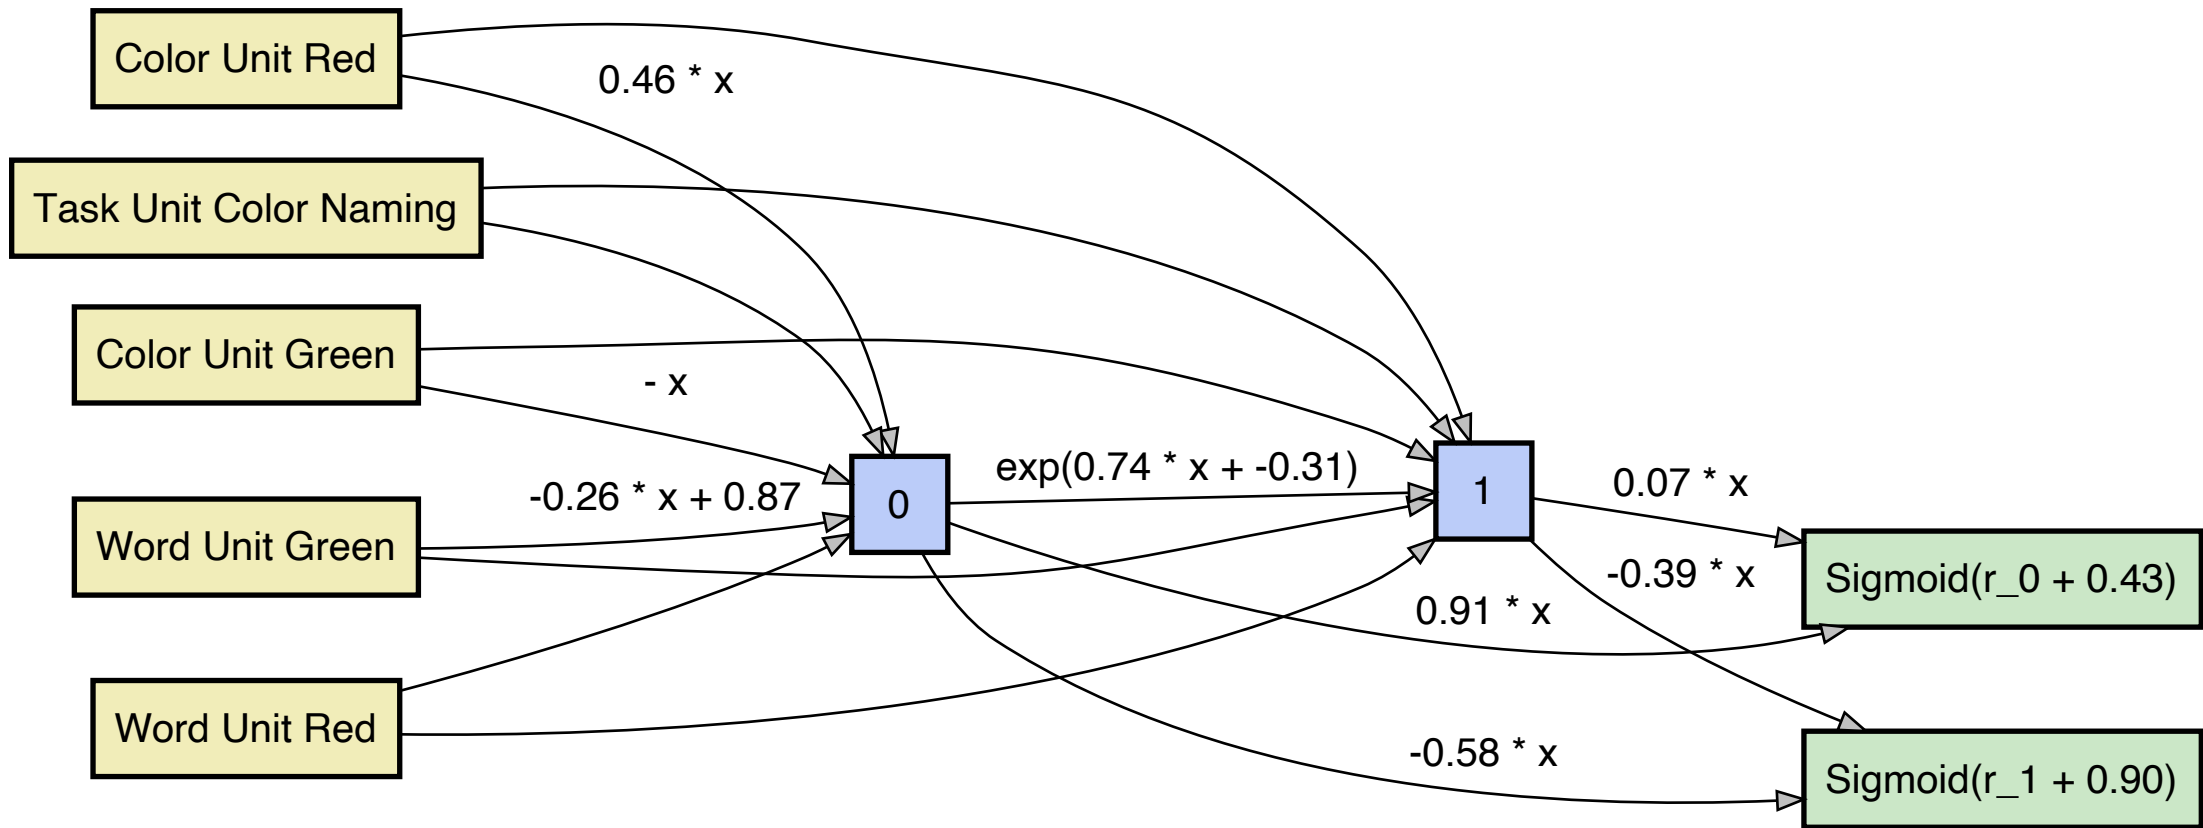 Color Unit Red
0.46 * x
Task Unit Color Naming
Color Unit Green
- x
exp(0.74 * x + -0.31)
0.07 * x
-0.26 * x + 0.87
0
1
Word Unit Green
-0.39 * x
Sigmoid(r_0 + 0.43)
0.91 * x
Word Unit Red
-0.58 * x
Sigmoid(r_1 + 0.90)